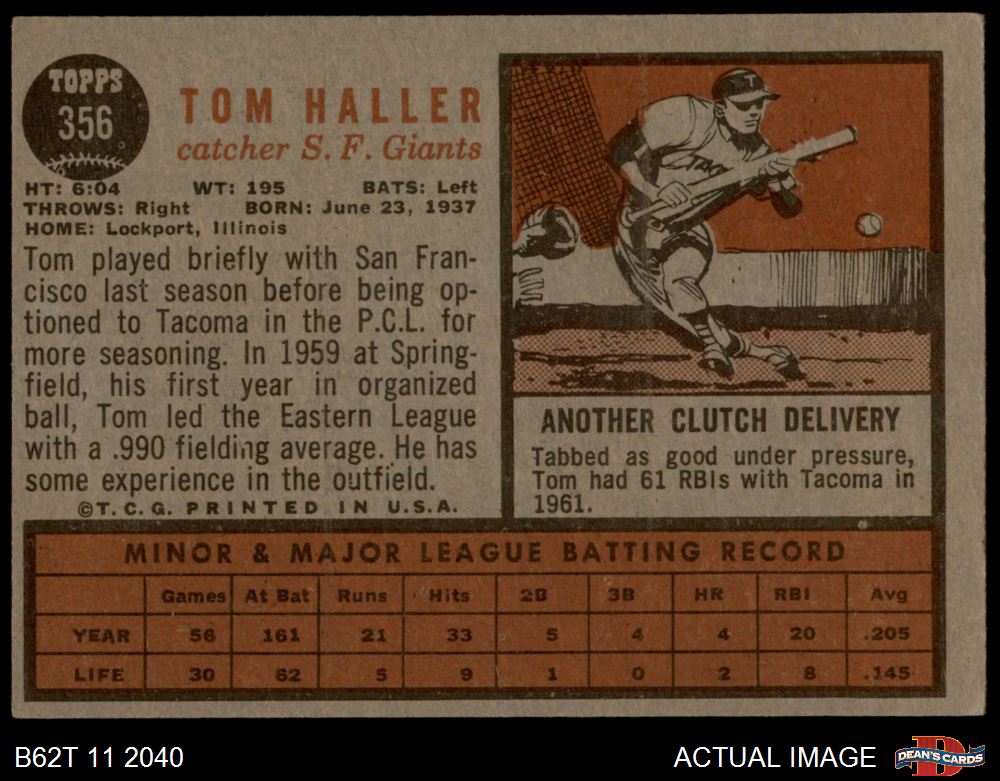 TOPPS
356
TOM HALLER
catcher S. F. Giants
HT: 6:04 WT: 195 BATS: Left
THROWS: Right BORN: June 23, 1937
HOME: Lockport, Illinois
Tom played briefly with San Fran-
cisco last season before being op-
tioned to Tacoma in the P.C.L. for
more seasoning. In 1959 at Spring-
field, his first year in organized
ball, Tom led the Eastern League
with a .990 fielding average. He has
some experience in the outfield.
©T. C. G. PRINTED IN U.S.A.
T
TAC
ANOTHER CLUTCH DELIVERY
Tabbed as good under pressure,
Tom had 61 RBIs with Tacoma in
1961.
MINOR & MAJOR LEAGUE BATTING RECORD
Games At Bat Runs Hits 2B 3B HR RBI Avg
YEAR 56 161 21 33 5 4 4 20 .205
LIFE 30 62 5 9 1 0 2 8 .145
B62T 11 2040 ACTUAL IMAGE
D
DEAN'S CARDS